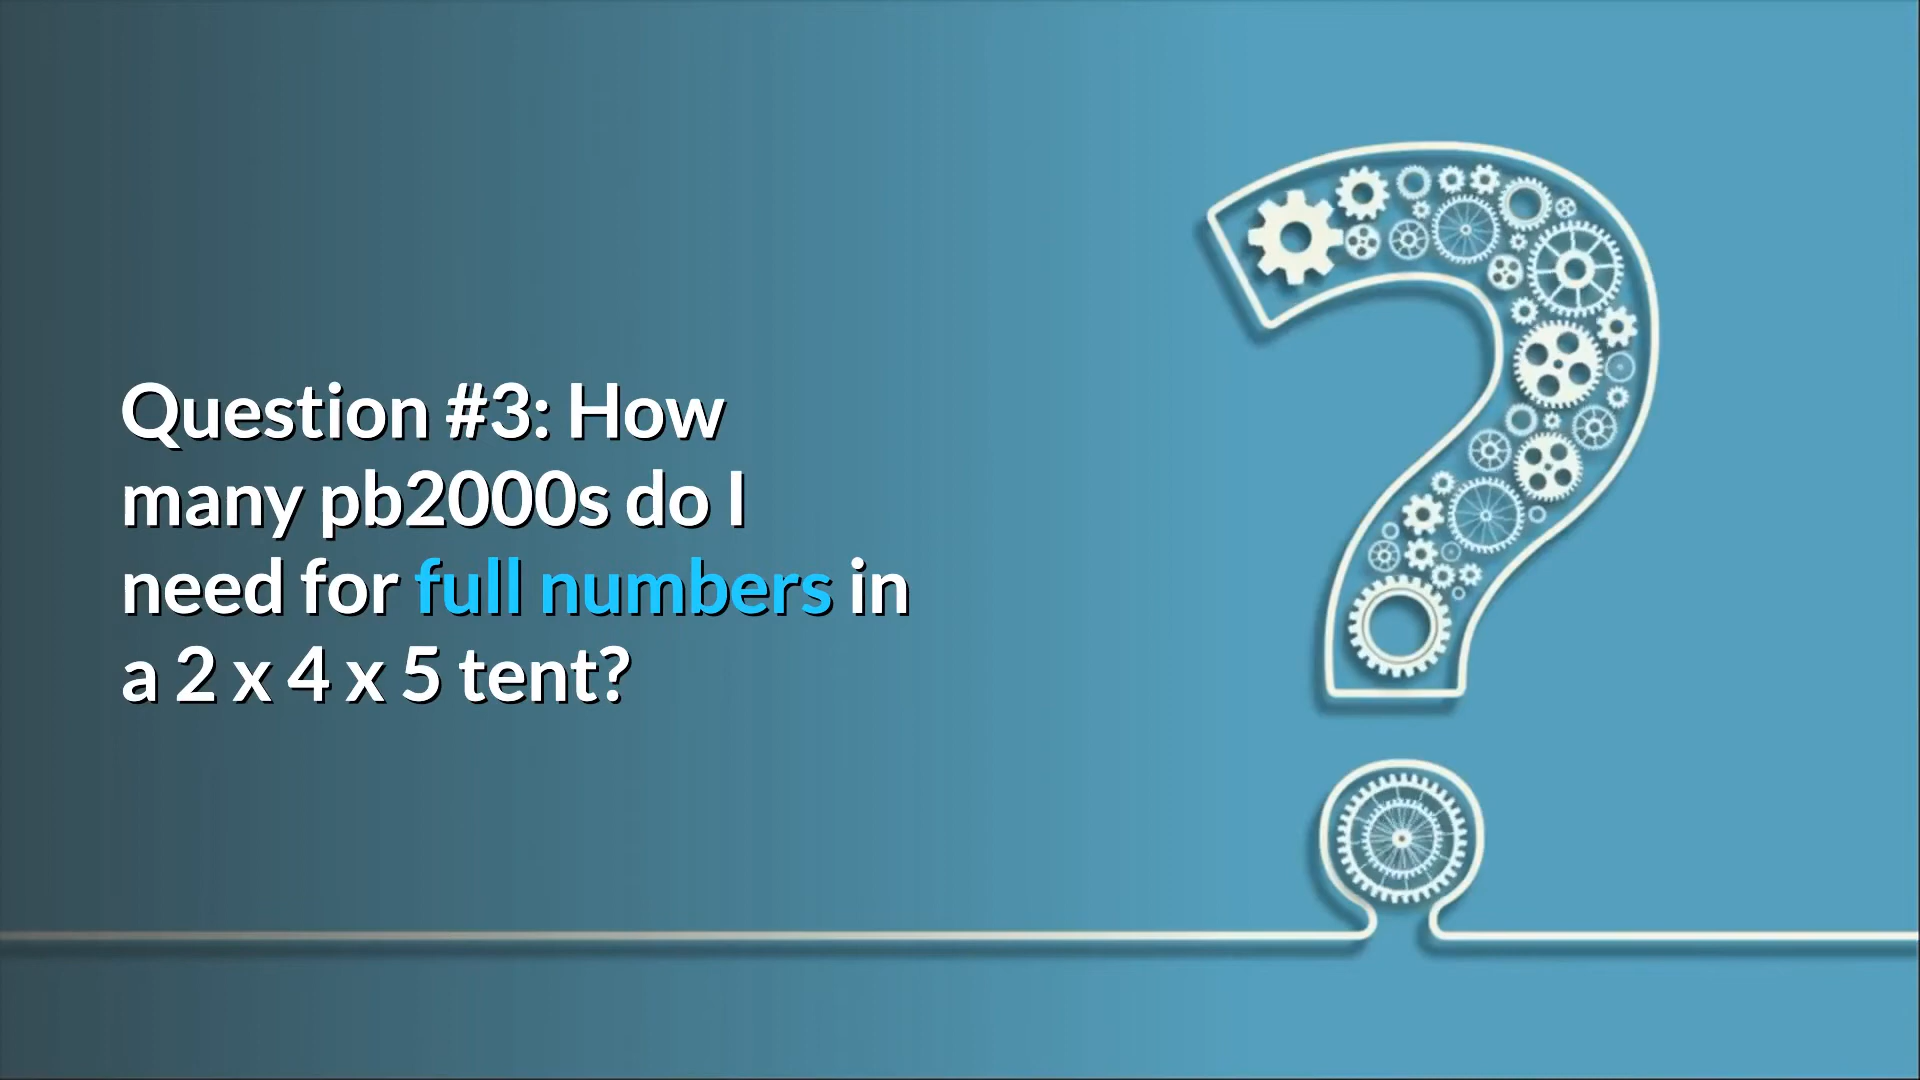 Question #3: How
many pb2000s do I
need for full numbers in
a 2 x 4 x 5 tent?